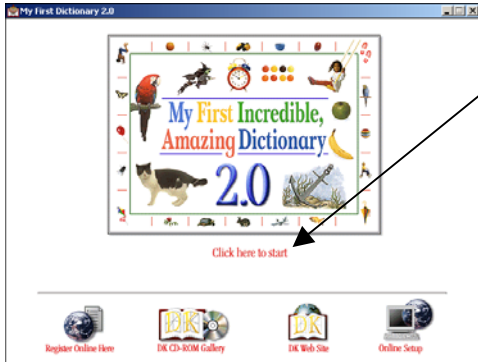 My First Dictionary 2.0
My First Incredible,
Amazing Dictionary
2.0
Click here to start
Register Online Here
DK CD-ROM Gallery
DK Web Site
Online Setup
DK
DK